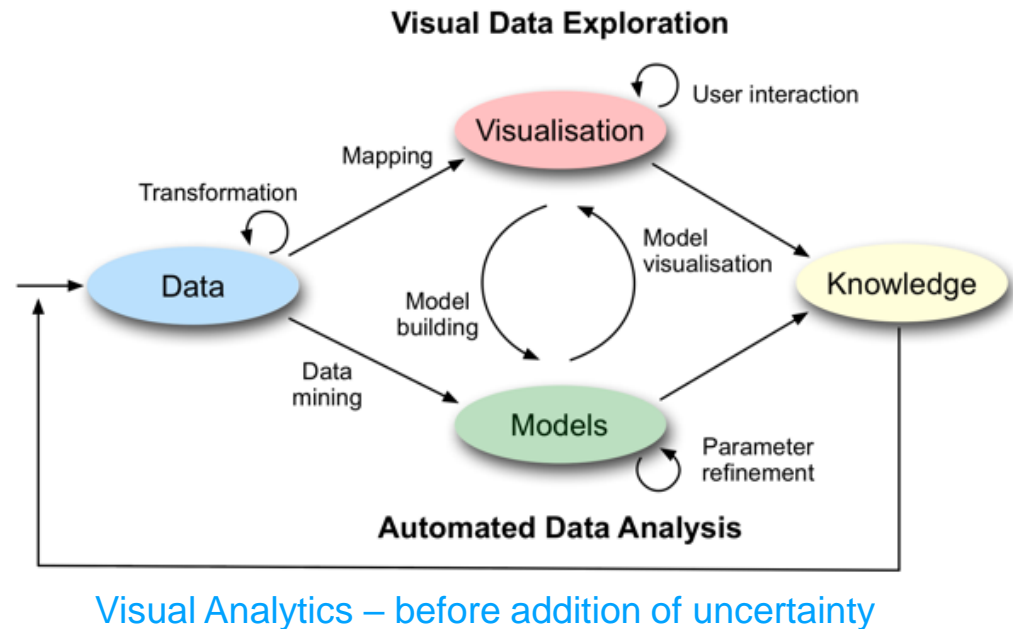 Visual Data Exploration
User interaction
Visualisation
Mapping
Transformation
Model
visualisation
Data
Knowledge
Model
building
Data
mining
Models
Parameter
refinement
Automated Data Analysis
Visual Analytics – before addition of uncertainty